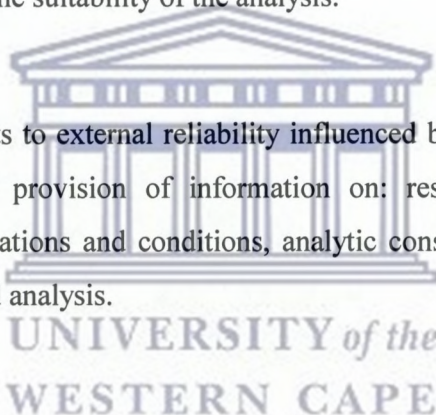 the suitability of the analysis.
ts to external reliability influenced b
provision of information on: res
ations and conditions, analytic cons
analysis.
UNIVERSITY of the
WESTERN CAPE